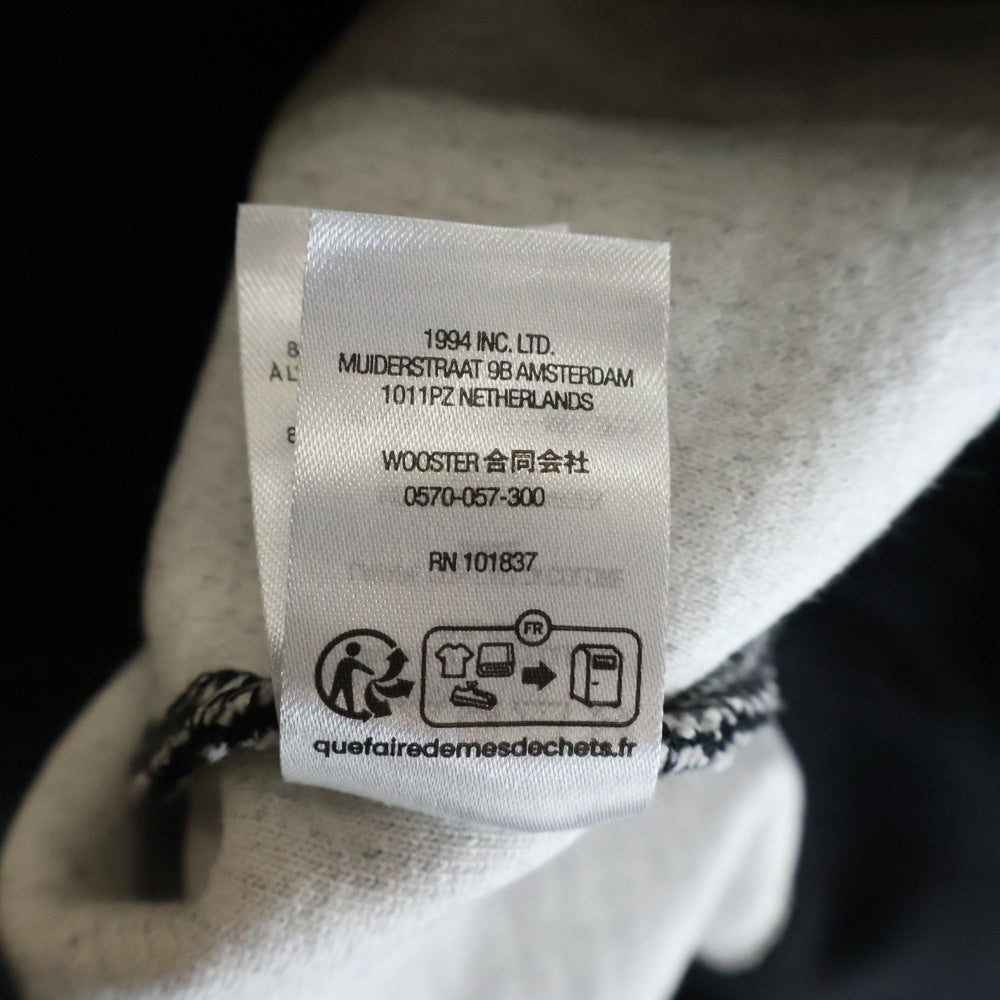 1994 INC. LTD.
MUIDERSTRAAT 9B AMSTERDAM
1011PZ NETHERLANDS
WOOSTER 合同会社
0570-057-300
RN 101837
FR
quefairedemesdechets.fr